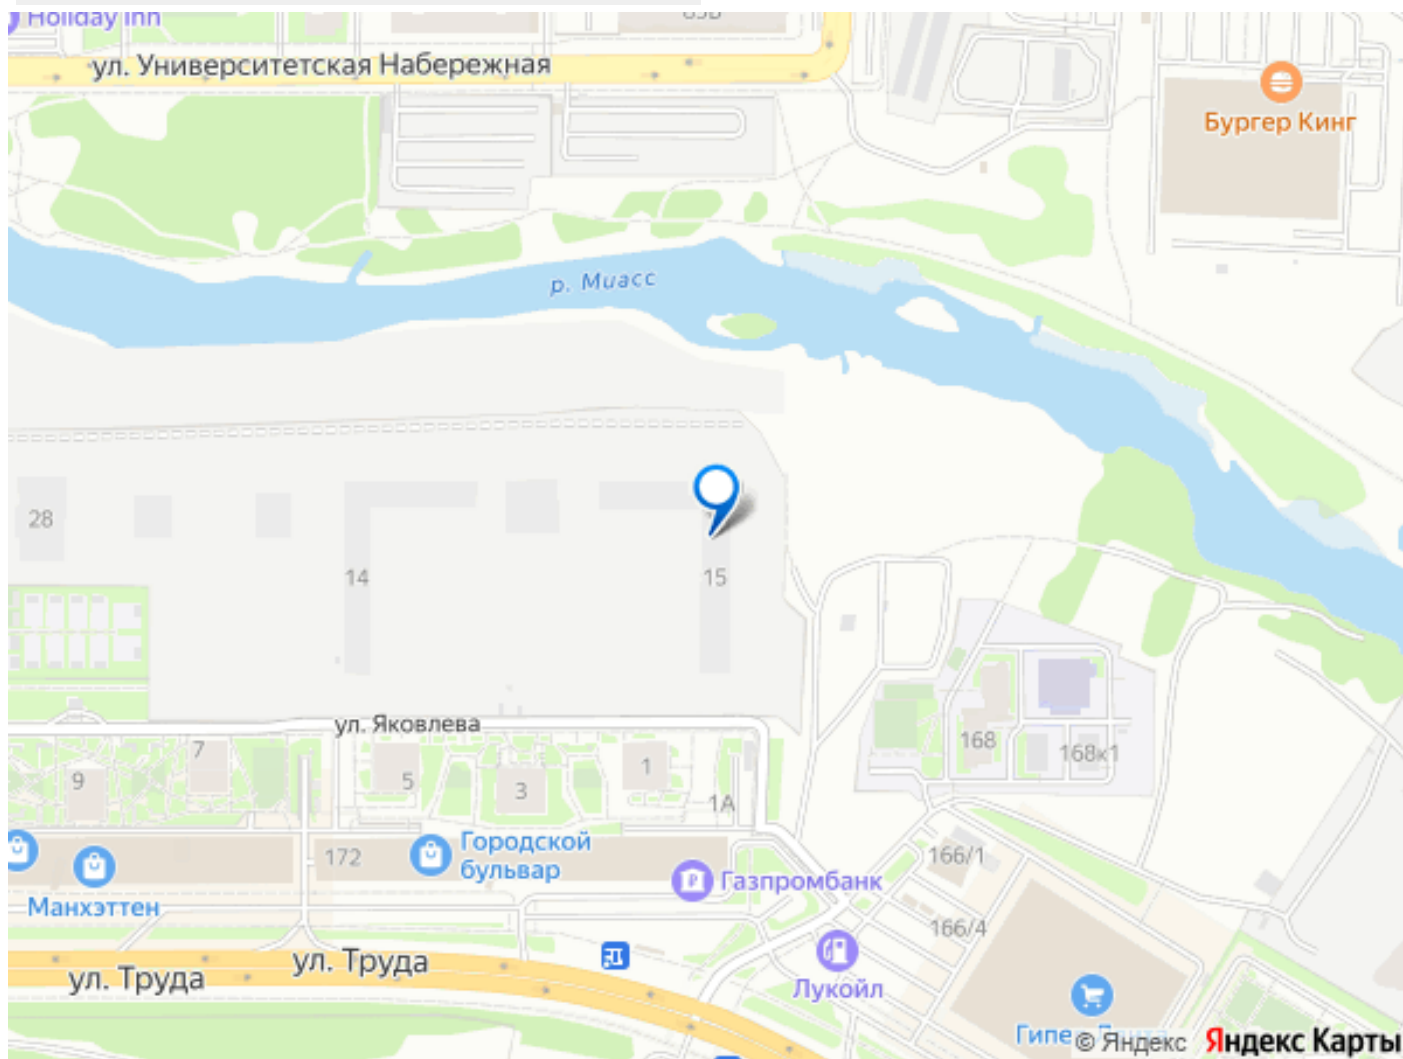 Holiday Inn
ул. Университетская Набережная
Бургер Кинг
р. Миасс
28
14
15
ул. Яковлева
7
9
5
3
1
1А
168
168к1
172
Городской
бульвар
Манхэттен
Газпромбанк
166/1
166/4
ул. Труда
ул. Труда
Лукойл
© Яндекс
Яндекс Карты